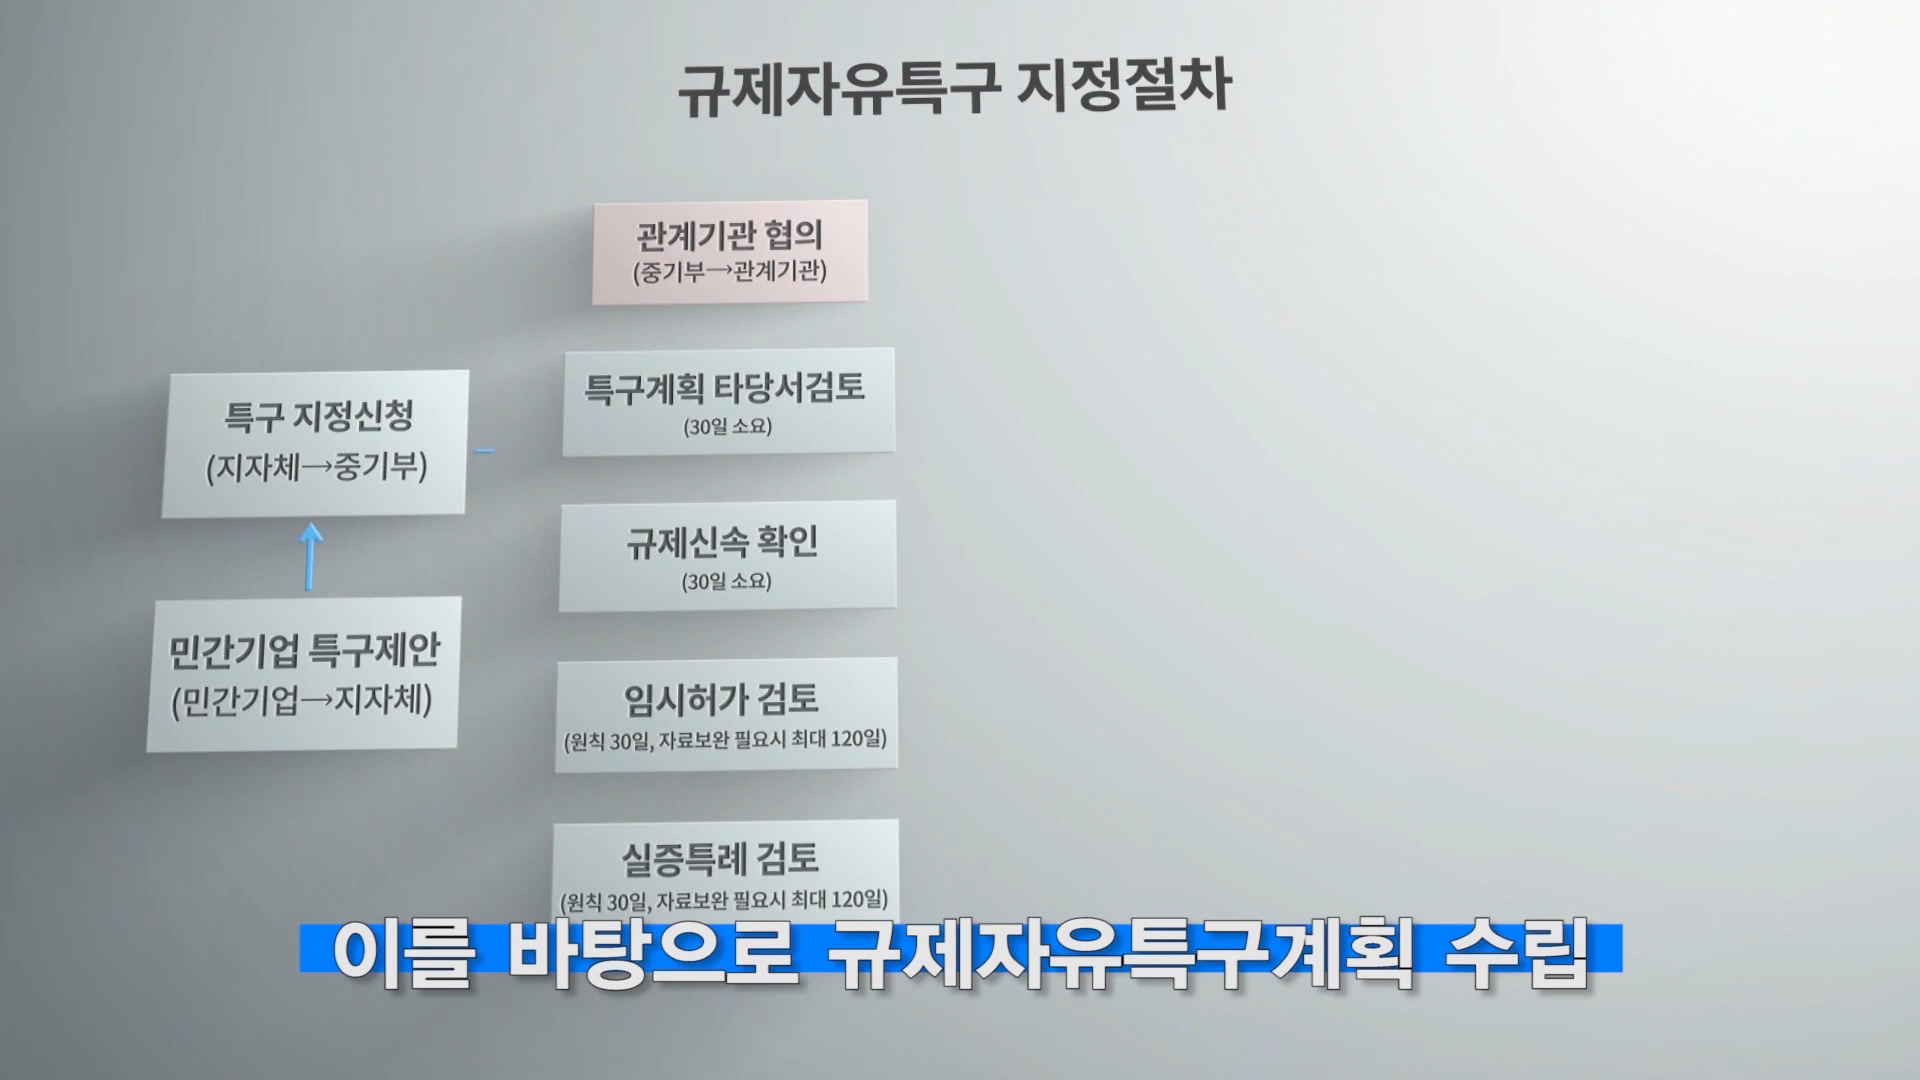 규제자유특구 지정절차
관계기관 협의
(중기부→관계기관)
특구계획 타당서검토
(30일 소요)
특구 지정신청
(지자체→중기부)
규제신속 확인
(30일 소요)
민간기업 특구제안
(민간기업→지자체)
임시허가 검토
(원칙 30일, 자료보완 필요시 최대 120일)
실증특례 검토
(원칙 30일, 자료보완 필요시 최대 120일)
이를 바탕으로 규제자유특구계획 수립